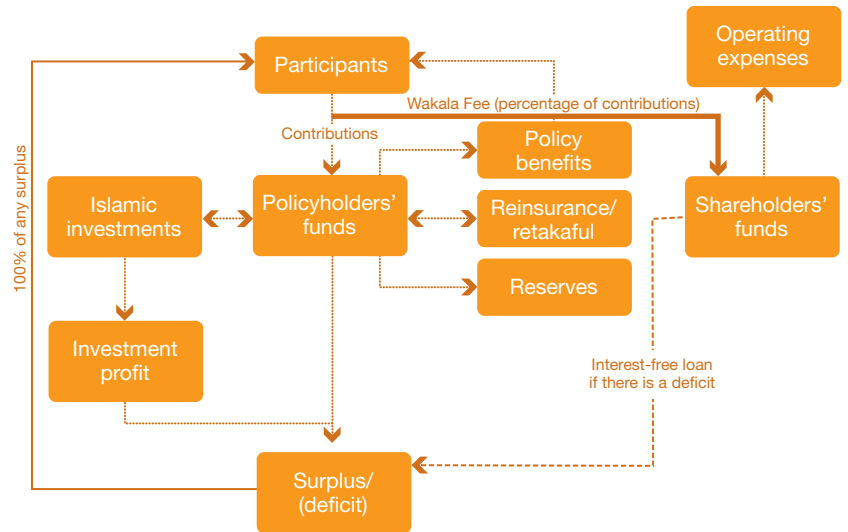 Operating
expenses
Participants
Wakala Fee (percentage of contributions)
Contributions
Policy
benefits
100% of any surplus
Islamic
investments
Policyholders’
funds
Reinsurance/
retakaful
Shareholders’
funds
Reserves
Investment
profit
Interest-free loan
if there is a deficit
Surplus/
(deficit)